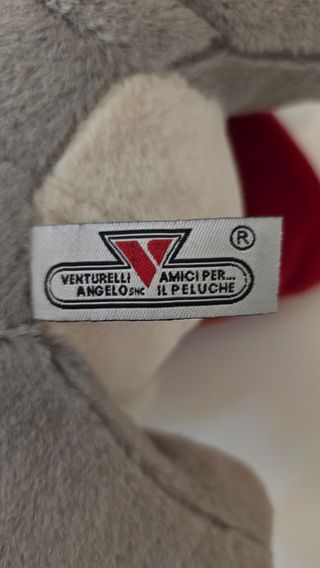 ®
V
VENTURELLI AMICI PER...
ANGELO SNC IL PELUCHE